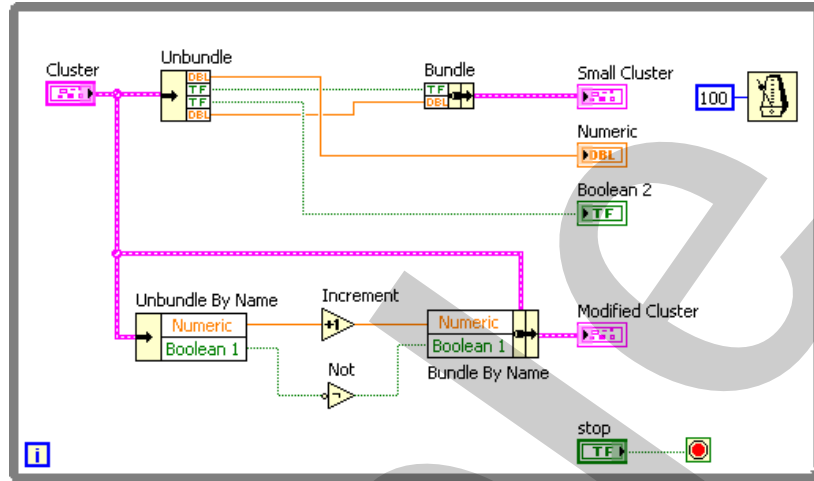 Cluster
Unbundle
DBL
TF
TF
DBL
Bundle
TF
DBL
Small Cluster
100
Numeric
DBL
Boolean 2
TF
Unbundle By Name
Numeric
Boolean 1
Increment
+1
Not
Numeric
Boolean 1
Bundle By Name
Modified Cluster
stop
TF
i